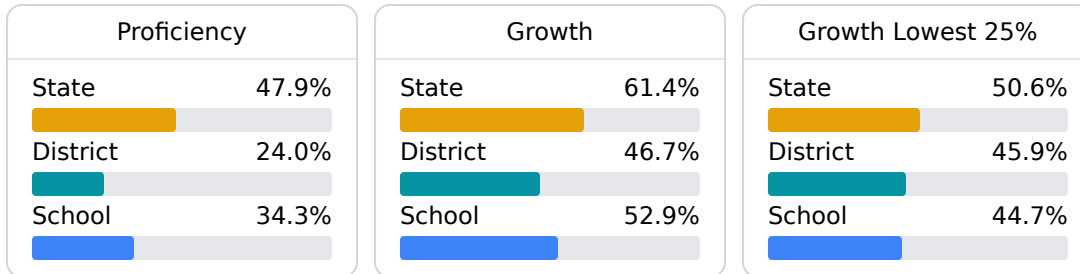 Proficiency
State 47.9%
District 24.0%
School 34.3%
Growth
State 61.4%
District 46.7%
School 52.9%
Growth Lowest 25%
State 50.6%
District 45.9%
School 44.7%